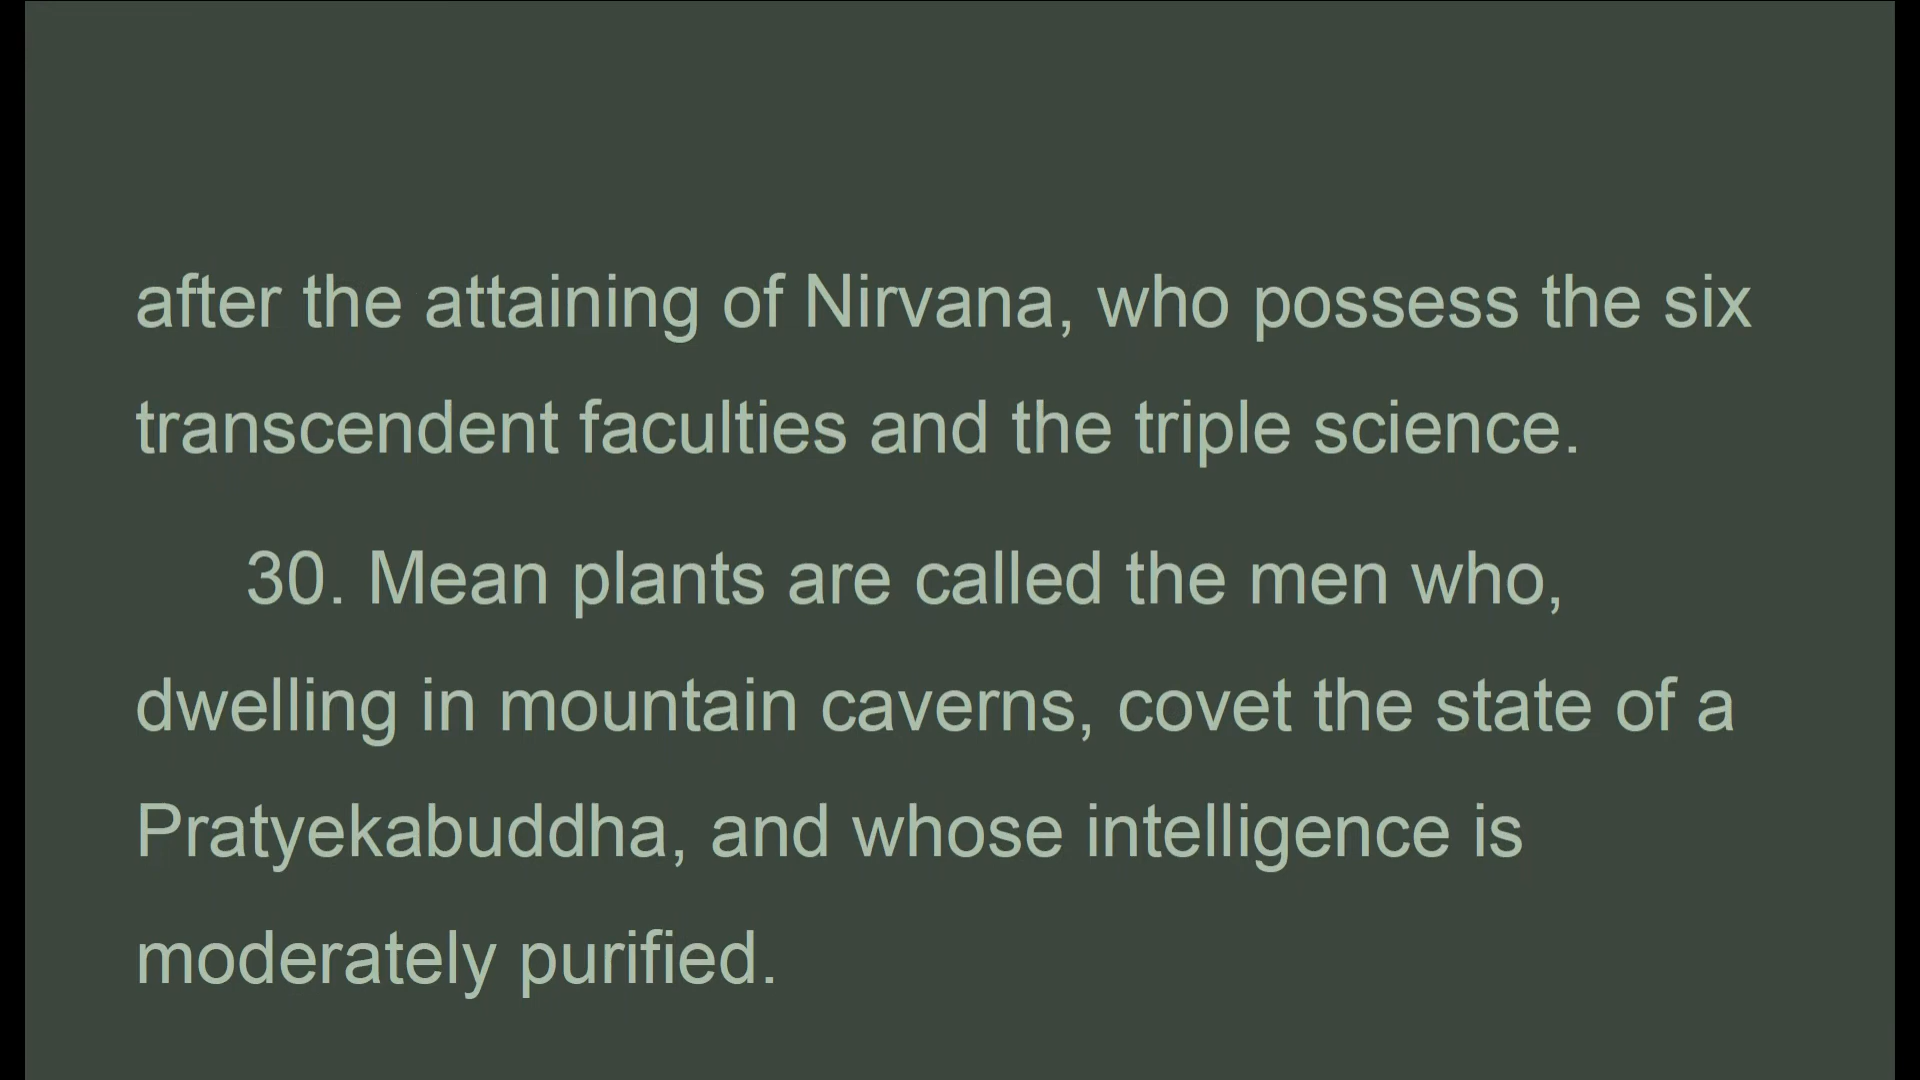 after the attaining of Nirvana, who possess the six
transcendent faculties and the triple science.
30. Mean plants are called the men who,
dwelling in mountain caverns, covet the state of a
Pratyekabuddha, and whose intelligence is
moderately purified.